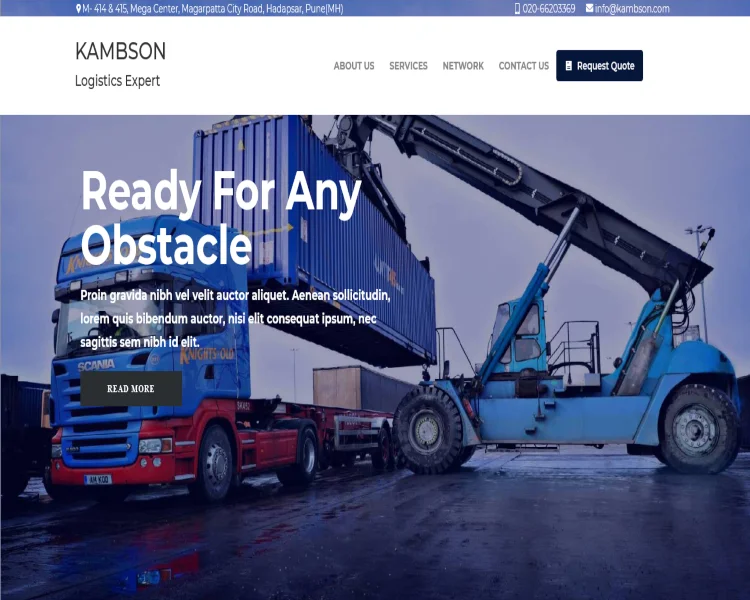 M- 414 & 415, Mega Center, Magarpatta City Road, Hadapsar, Pune(MH)
020-66203369
info@kambson.com
KAMBSON
Logistics Expert
ABOUT US
SERVICES
NETWORK
CONTACT US
Request Quote
Ready For Any
Obstacle
Proin gravida nibh vel velit auctor aliquet. Aenean sollicitudin,
lorem quis bibendum auctor, nisi elit consequat ipsum, nec
sagittis sem nibh id elit.
SCANIA
KNIGHTS OLD
READ MORE